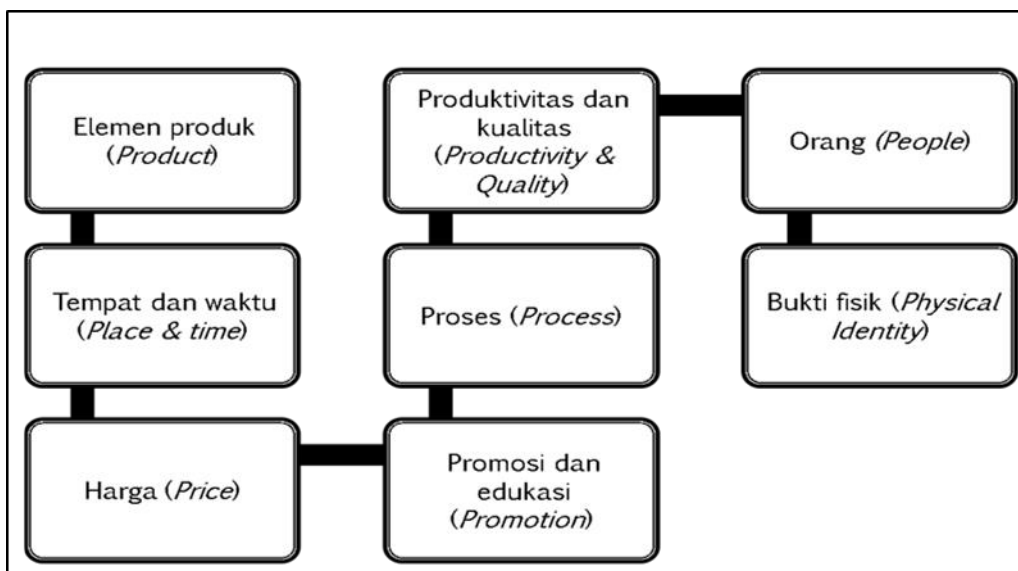 Elemen produk
(Product)
Tempat dan waktu
(Place & time)
Harga (Price)
Promosi dan
edukasi
(Promotion)
Proses (Process)
Produktivitas dan
kualitas
(Productivity &
Quality)
Orang (People)
Bukti fisik (Physical
Identity)